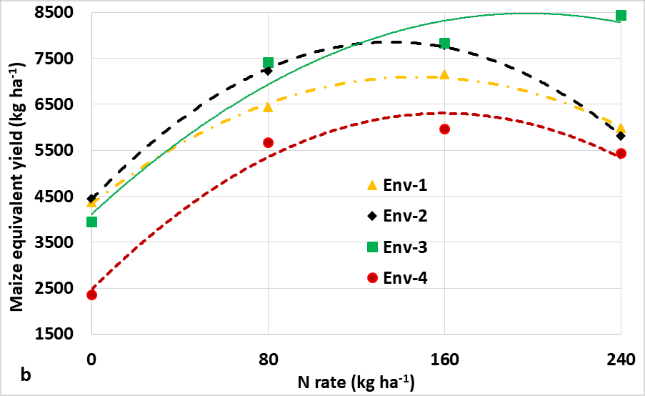 Maize equivalent yield (kg ha-1)
8500
7500
6500
5500
4500
3500
2500
1500
Env-1
Env-2
Env-3
Env-4
0
80
160
240
N rate (kg ha-1)
b